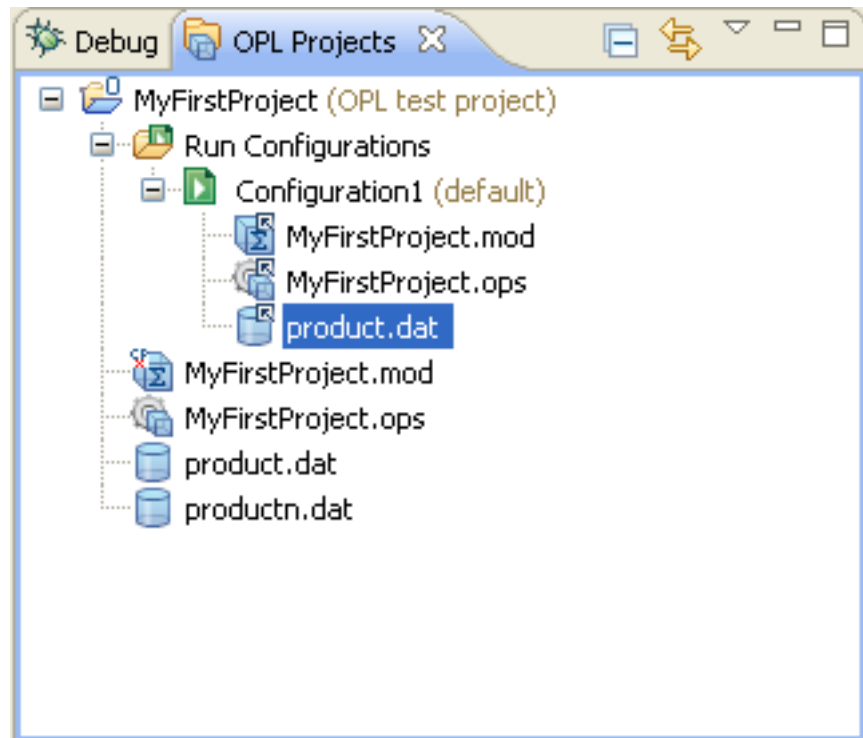 Debug OPL Projects
MyFirstProject (OPL test project)
Run Configurations
Configuration1 (default)
MyFirstProject.mod
MyFirstProject.ops
product.dat
MyFirstProject.mod
MyFirstProject.ops
product.dat
productn.dat